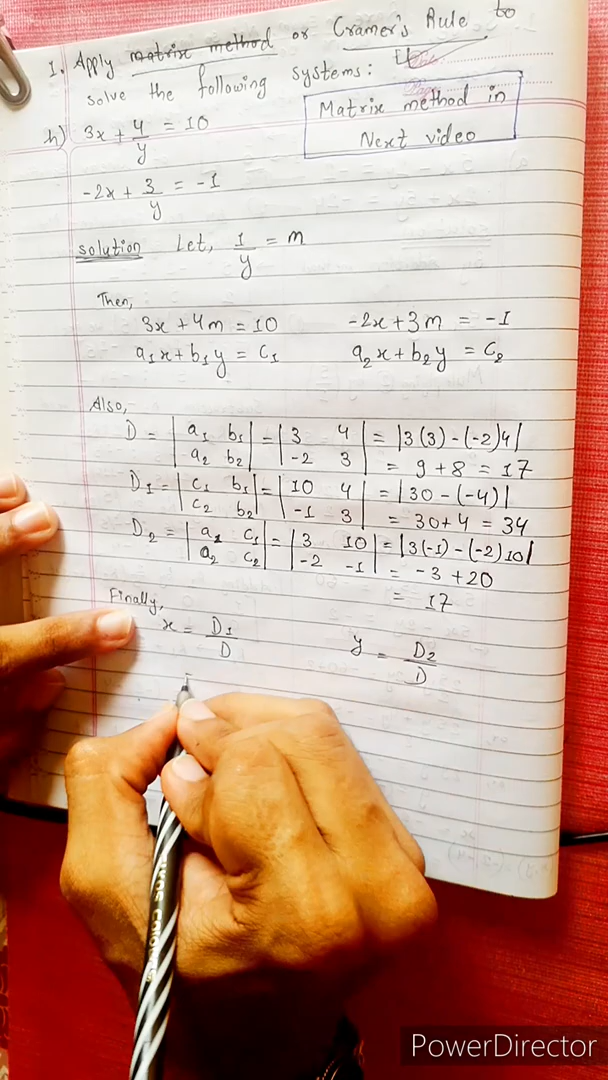 1. Apply matrix method or Cramer's Rule to
solve the following systems:
Matrix method in
Next video
h) 3x + 4/y = 10
-2x + 3/y = -1
solution Let, 1/y = m
Then,
3x + 4m = 10 -2x + 3m = -1
a₁x + b₁y = C₁ a₂x + b₂y = C₂
Also,
D = | a₁ b₁ | = | 3 4 | = |3(3) - (-2)4|
| a₂ b₂ | | -2 3 | = 9 + 8 = 17
D₁ = | C₁ b₁ | = | 10 4 | = |30 - (-4)|
| C₂ b₂ | | -1 3 | = 30 + 4 = 34
D₂ = | a₁ C₁ | = | 3 10 | = |3(-1) - (-2)10|
| a₂ C₂ | | -2 -1 | = -3 + 20
= 17
Finally,
x = D₁/D y = D₂/D
PowerDirector